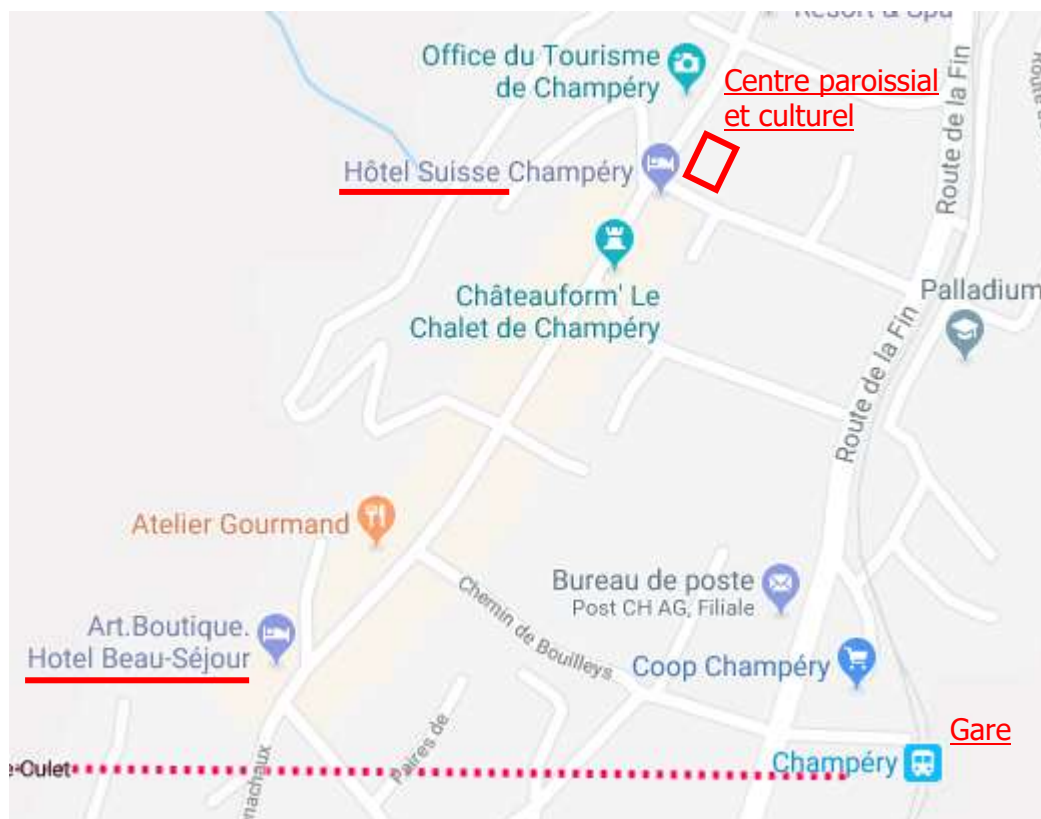 Resort & Spa
Office du Tourisme
de Champéry
Centre paroissial
et culturel
Route de la Fin
Hôtel Suisse Champéry
Châteauform' Le
Chalet de Champéry
Palladium
Route de la Fin
Atelier Gourmand
Bureau de poste
Post CH AG, Filiale
Chemin de Bouilleys
Art.Boutique.
Hotel Beau-Séjour
Coop Champéry
Paires de
Gare
Champéry
e-Culet
enachaux